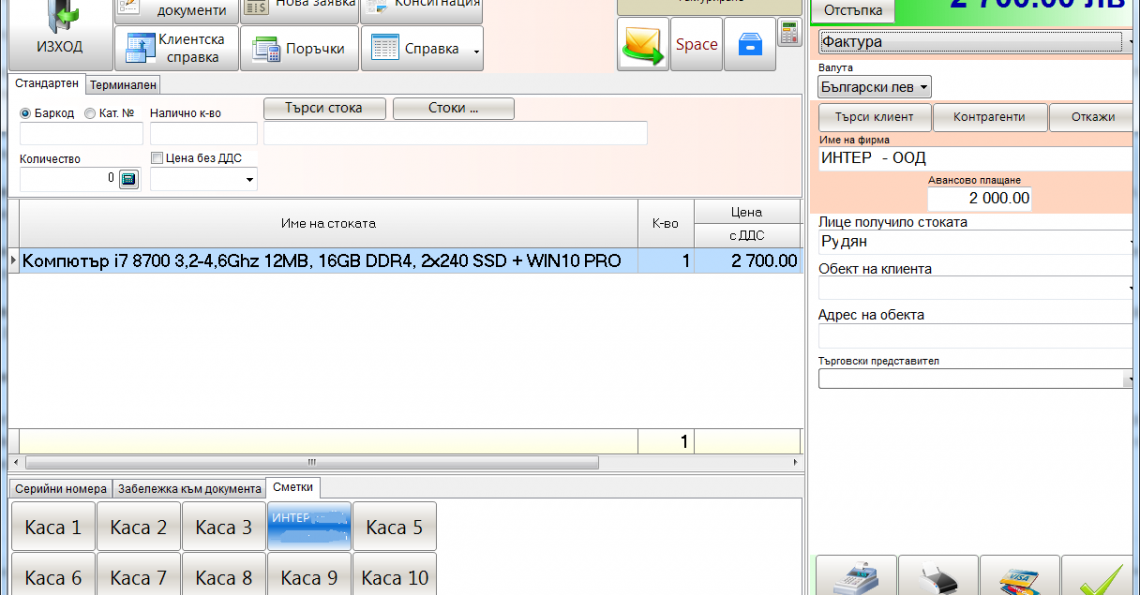 документи
Нова заявка
Консигнация
2 700.00 лв
Отстъпка
ИЗХОД
Клиентска
справка
Поръчки
Справка
Space
Фактура
Валута
Български лев
Стандартен
Терминален
Баркод
Кат. №
Налично к-во
Търси стока
Стоки ...
Търси клиент
Контрагенти
Откажи
Име на фирма
ИНТЕР - ООД
Количество
Цена без ДДС
0
Авансово плащане
2 000.00
Име на стоката
К-во
Цена
с ДДС
Лице получило стоката
Рудян
Компютър i7 8700 3,2-4,6Ghz 12MB, 16GB DDR4, 2x240 SSD + WIN10 PRO
1
2 700.00
Обект на клиента
Адрес на обекта
Търговски представител
1
Серийни номера
Забележка към документа
Сметки
Каса 1
Каса 2
Каса 3
ИНТЕР
Каса 5
Каса 6
Каса 7
Каса 8
Каса 9
Каса 10
VISA